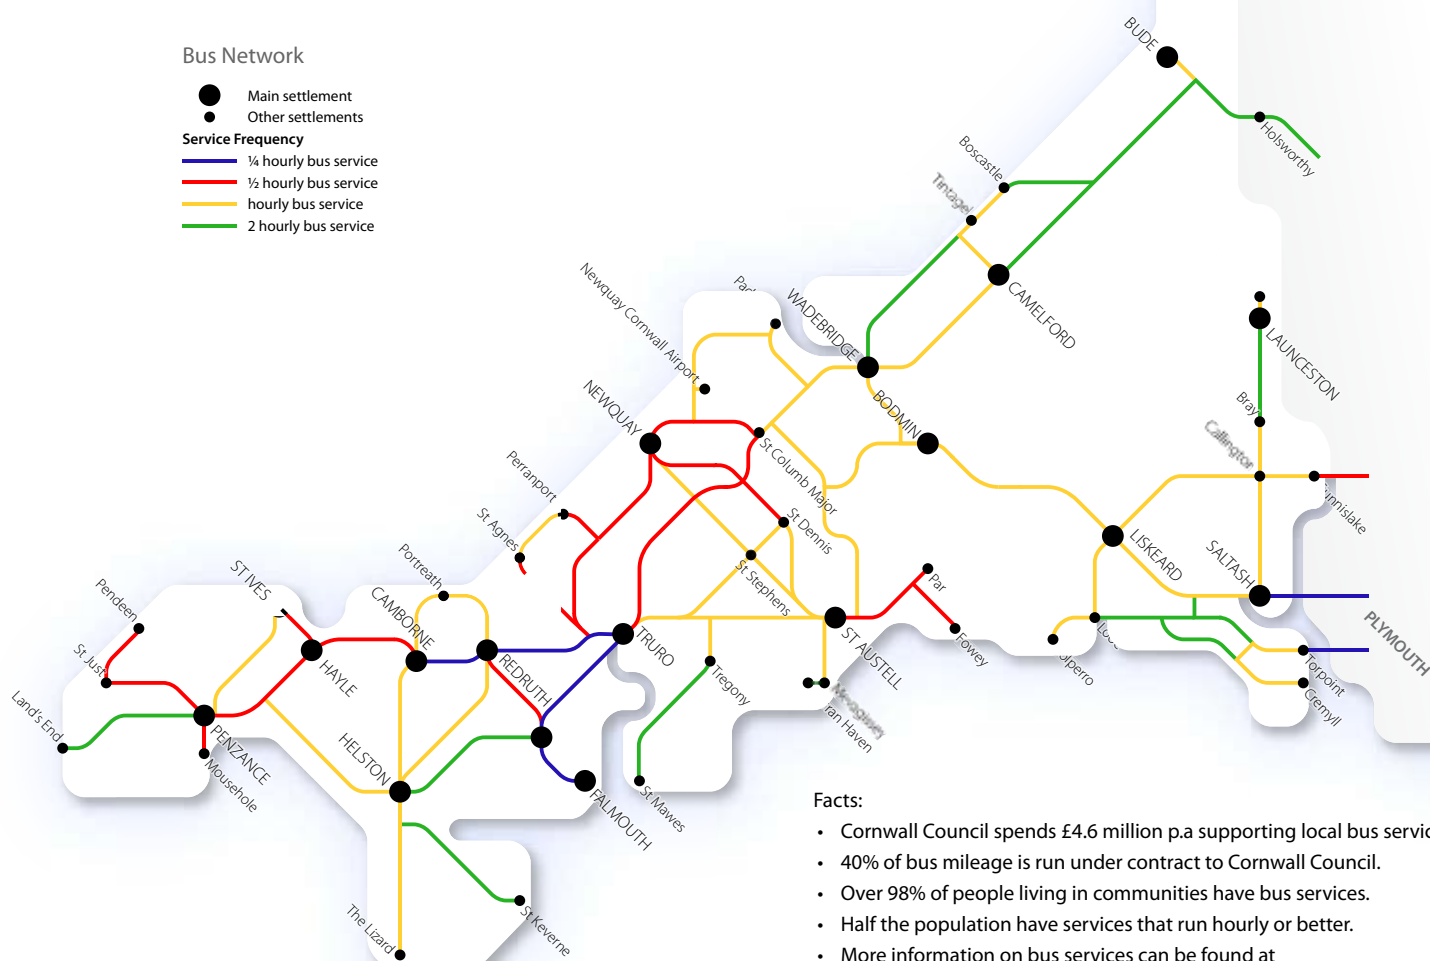 Bus Network
Main settlement
Other settlements
Service Frequency
¼ hourly bus service
½ hourly bus service
hourly bus service
2 hourly bus service
BUDE
Holsworthy
Boscastle
Tintagel
CAMELFORD
Newquay Cornwall Airport
WADEBRIDGE
LAUNCESTON
NEWQUAY
BODMIN
Callington
St Columb Major
Perranport
St Agnes
St Dennis
St Stephens
LISKEARD
SALTASH
PLYMOUTH
Portreath
Par
Fowey
ST IVES
CAMBORNE
Pendeen
St Just
HAYLE
REDRUTH
TRURO
ST AUSTELL
Tregony
Torpoint
Cremyll
Land's End
PENZANCE
Mousehole
HELSTON
FALMOUTH
St Mawes
The Lizard
St Keverne
Facts:
• Cornwall Council spends £4.6 million p.a supporting local bus
• 40% of bus mileage is run under contract to Cornwall Council.
• Over 98% of people living in communities have bus services.
• Half the population have services that run hourly or better.
• More information on bus services can be found at